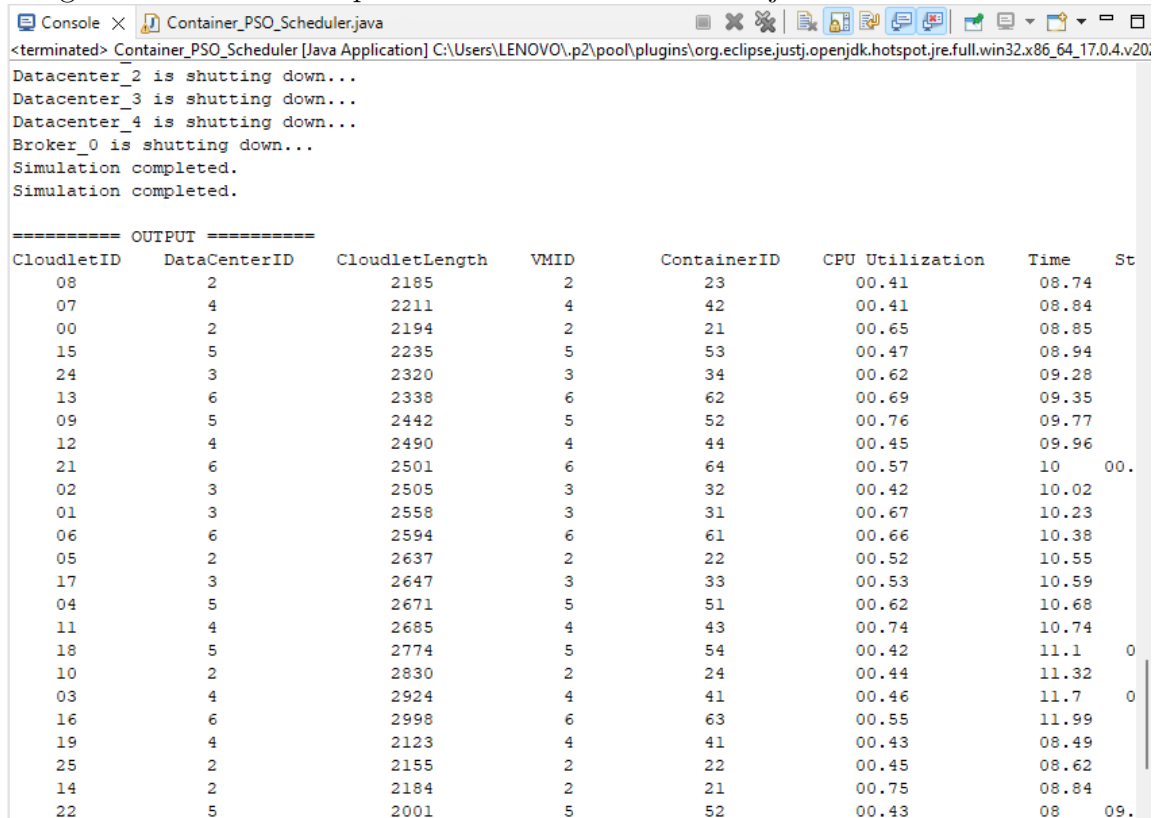 Console Container_PSO_Scheduler.java
<terminated> Container_PSO_Scheduler [Java Application] C:\Users\LENOVO\.p2\pool\plugins\org.eclipse.justj.openjdk.hotspot.jre.full.win32.x86_64_17.0.4.v202
Datacenter_2 is shutting down...
Datacenter_3 is shutting down...
Datacenter_4 is shutting down...
Broker_0 is shutting down...
Simulation completed.
Simulation completed.
========== OUTPUT ==========
CloudletID DataCenterID CloudletLength VMID ContainerID CPU Utilization Time St
08 2 2185 2 23 00.41 08.74
07 4 2211 4 42 00.41 08.84
00 2 2194 2 21 00.65 08.85
15 5 2235 5 53 00.47 08.94
24 3 2320 3 34 00.62 09.28
13 6 2338 6 62 00.69 09.35
09 5 2442 5 52 00.76 09.77
12 4 2490 4 44 00.45 09.96
21 6 2501 6 64 00.57 10 00.
02 3 2505 3 32 00.42 10.02
01 3 2558 3 31 00.67 10.23
06 6 2594 6 61 00.66 10.38
05 2 2637 2 22 00.52 10.55
17 3 2647 3 33 00.53 10.59
04 5 2671 5 51 00.62 10.68
11 4 2685 4 43 00.74 10.74
18 5 2774 5 54 00.42 11.1 0
10 2 2830 2 24 00.44 11.32
03 4 2924 4 41 00.46 11.7 0
16 6 2998 6 63 00.55 11.99
19 4 2123 4 41 00.43 08.49
25 2 2155 2 22 00.45 08.62
14 2 2184 2 21 00.75 08.84
22 5 2001 5 52 00.43 08 09.